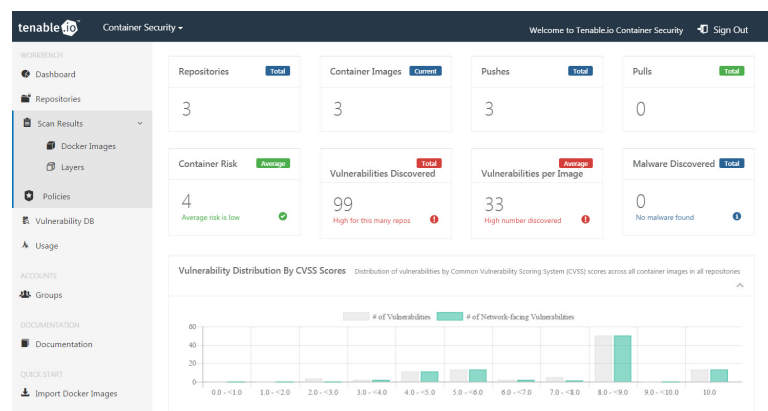 tenable.io
Container Security
Welcome to Tenable.io Container Security
Sign Out
WORKBENCH
Dashboard
Repositories
Scan Results
Docker Images
Layers
Policies
Vulnerability DB
Usage
ACCOUNTS
Groups
DOCUMENTATION
Documentation
QUICK START
Import Docker Images
Repositories Total
3
Container Images Current
3
Pushes Total
3
Pulls Total
0
Container Risk Average
4
Average risk is low
Total
Vulnerabilities Discovered
99
High for this many repos
Average
Vulnerabilities per Image
33
High number discovered
Malware Discovered Total
0
No malware found
Vulnerability Distribution By CVSS Scores Distribution of vulnerabilities by Common Vulnerability Scoring System (CVSS) scores across all container images in all repositories
# of Vulnerabilities # of Network-facing Vulnerabilities
60
40
20
0
0.0 - <1.0 1.0 - <2.0 2.0 - <3.0 3.0 - <4.0 4.0 - <5.0 5.0 - <6.0 6.0 - <7.0 7.0 - <8.0 8.0 - <9.0 9.0 - <10.0 10.0